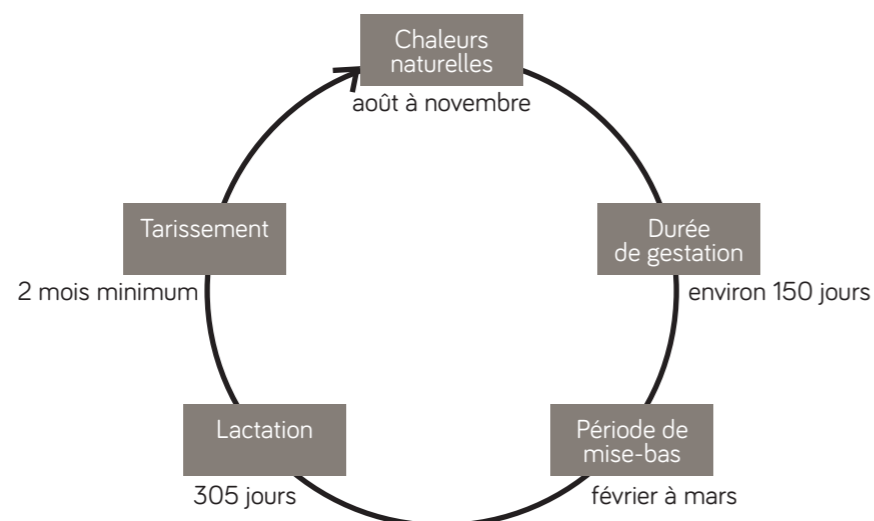 Chaleurs
naturelles
août à novembre
Durée
de gestation
environ 150 jours
Période de
mise-bas
février à mars
Lactation
305 jours
Tarissement
2 mois minimum